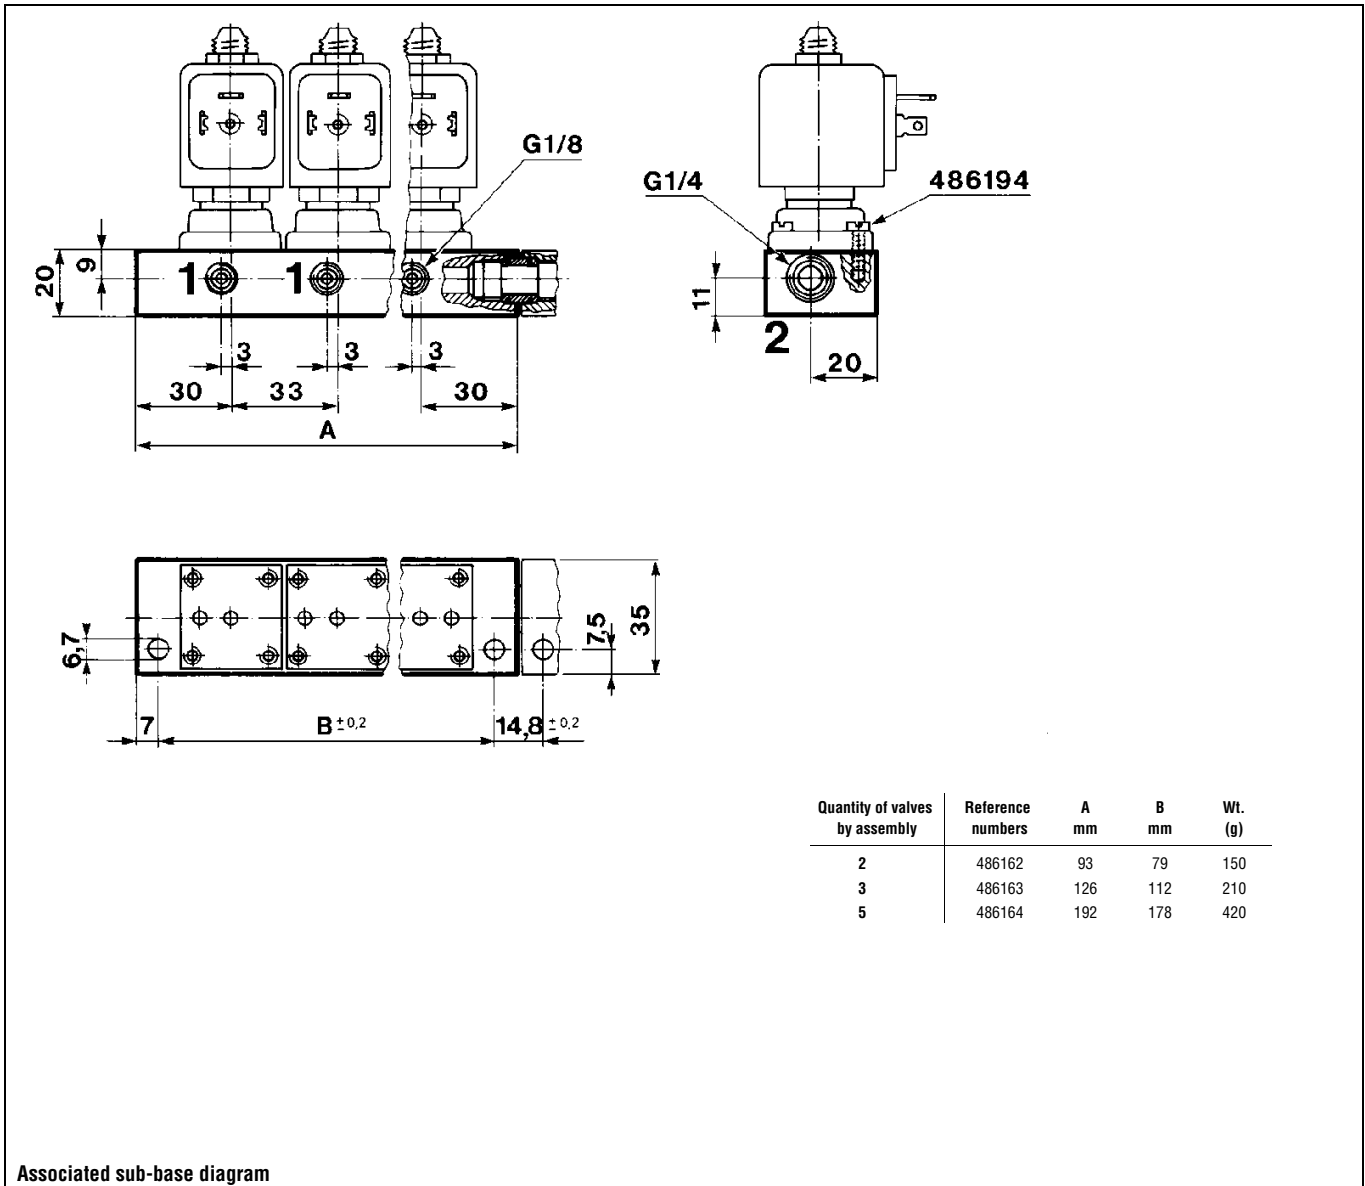 G1/8
G1/4
486194
9
20
1
1
11
2
20
3
3
3
30
33
30
A
6,7
7,5
35
7
B ± 0,2
14,8 ± 0,2
Quantity of valves Reference A B Wt.
by assembly numbers mm mm (g)
2 486162 93 79 150
3 486163 126 112 210
5 486164 192 178 420
Associated sub-base diagram